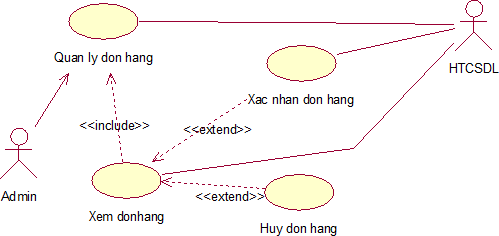 Quan ly don hang
HTCSDL
Xac nhan don hang
<<include>>
<<extend>>
Admin
Xem donhang
<<extend>>
Huy don hang